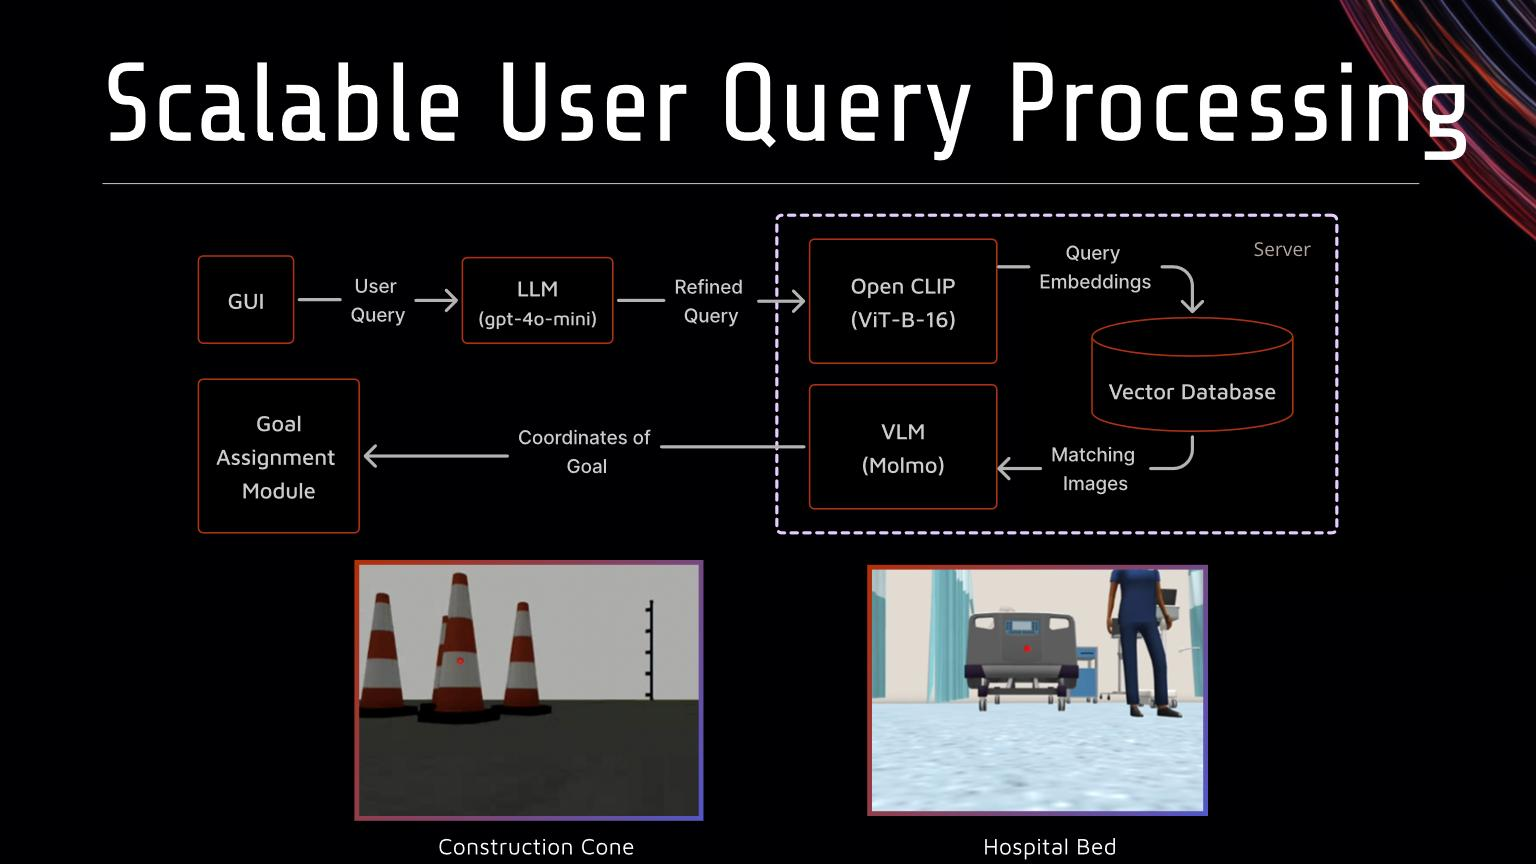 Scalable User Query Processing
Server
GUI
User
Query
LLM
(gpt-4o-mini)
Refined
Query
Open CLIP
(ViT-B-16)
Query
Embeddings
Vector Database
Matching
Images
VLM
(Molmo)
Coordinates of
Goal
Goal
Assignment
Module
Construction Cone
Hospital Bed